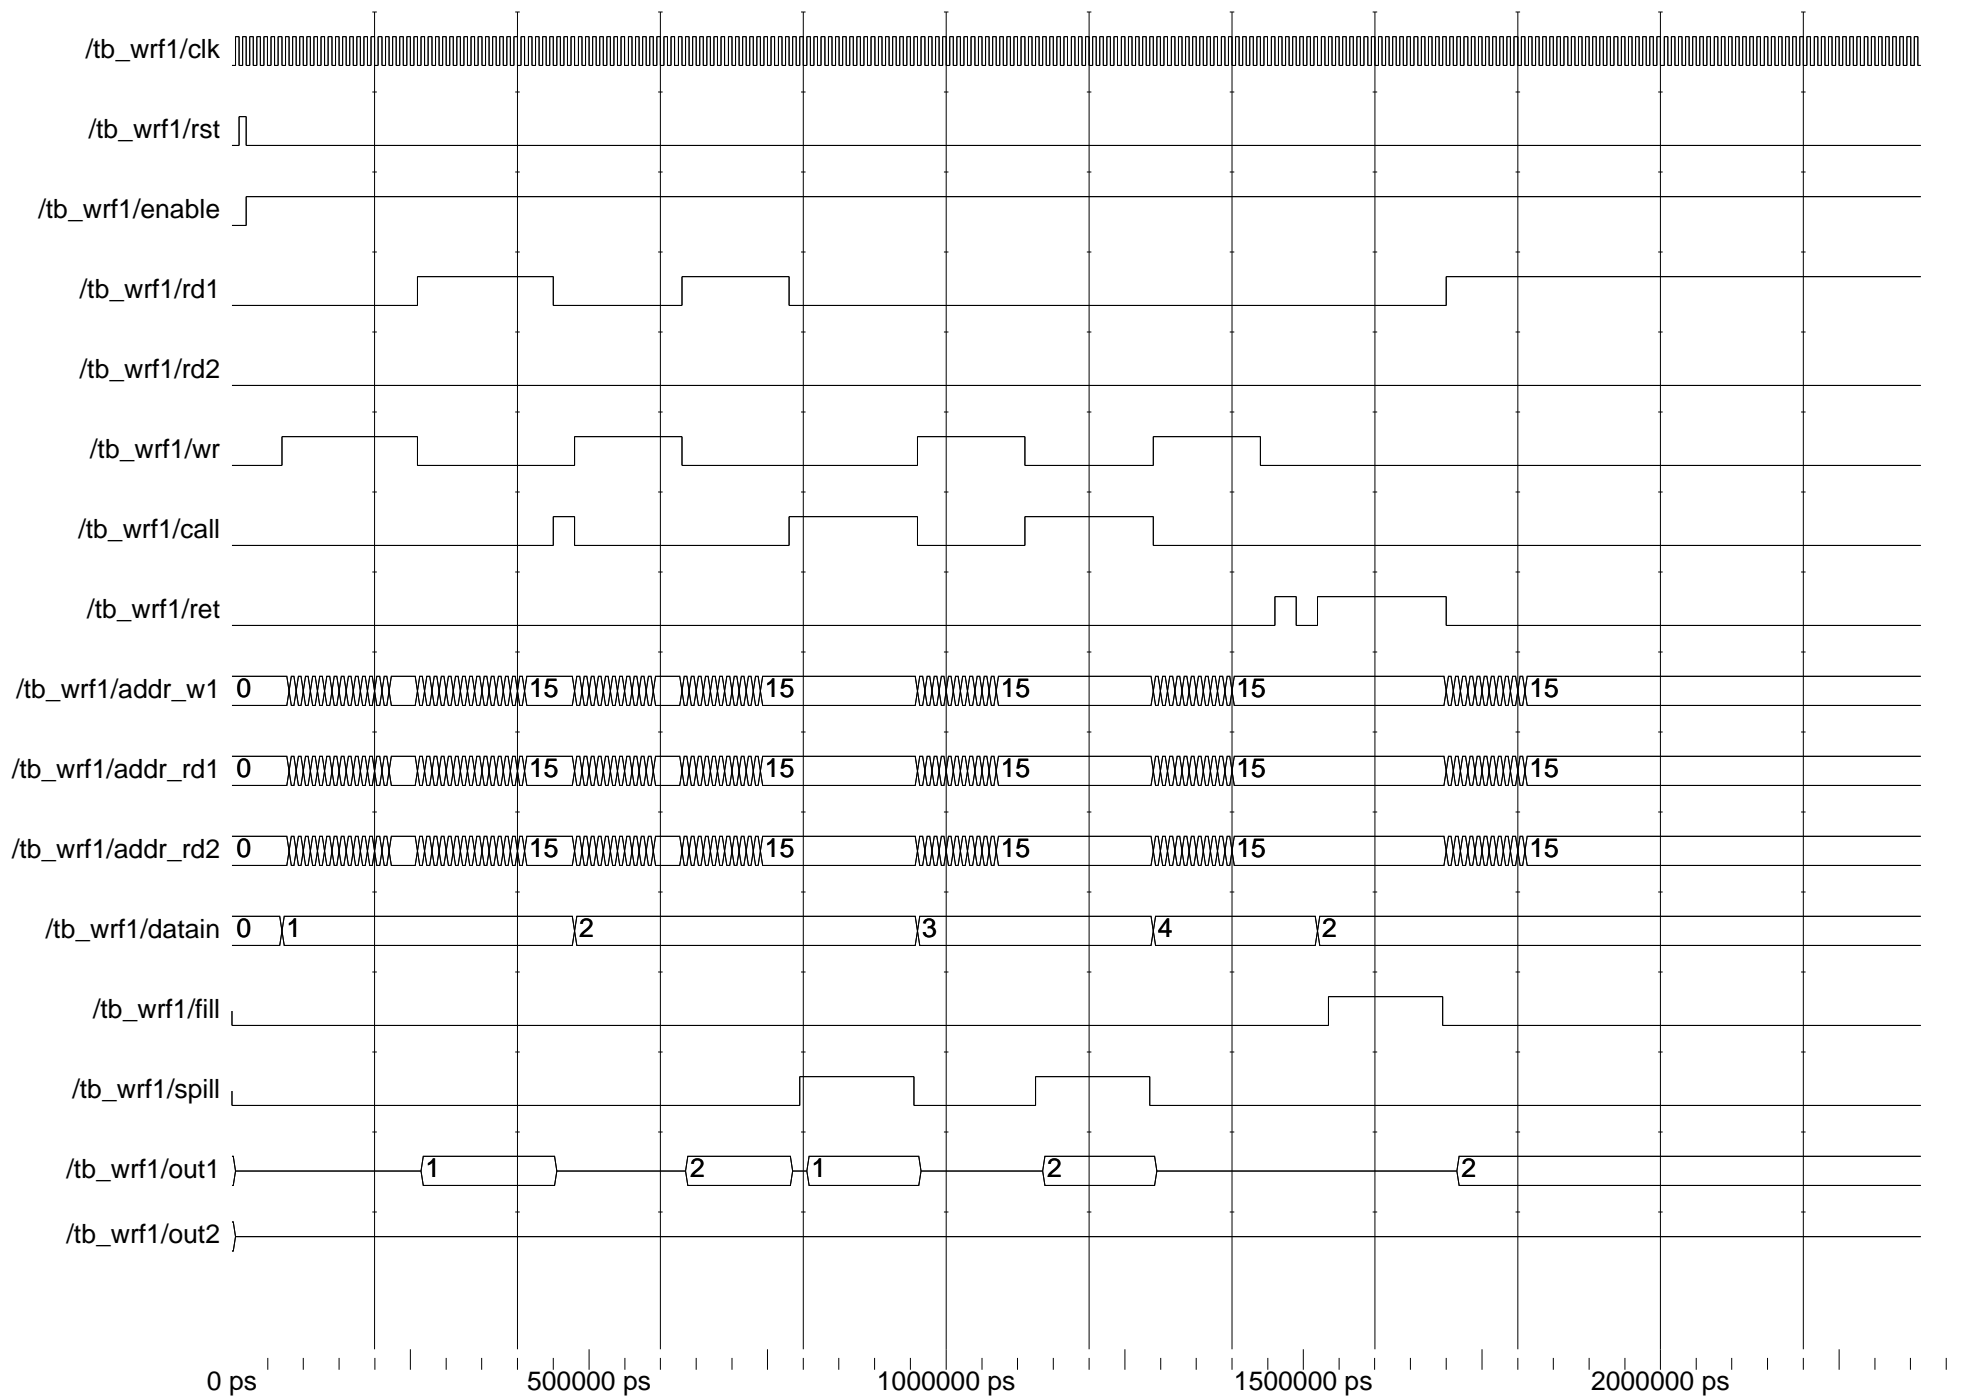 /tb_wrf1/clk
/tb_wrf1/rst
/tb_wrf1/enable
/tb_wrf1/rd1
/tb_wrf1/rd2
/tb_wrf1/wr
/tb_wrf1/call
/tb_wrf1/ret
/tb_wrf1/addr_w1 0 15 15 15 15 15
/tb_wrf1/addr_rd1 0 15 15 15 15 15
/tb_wrf1/addr_rd2 0 15 15 15 15 15
/tb_wrf1/datain 0 1 2 3 4 2
/tb_wrf1/fill
/tb_wrf1/spill
/tb_wrf1/out1 1 2 1 2 2
/tb_wrf1/out2
0 ps 500000 ps 1000000 ps 1500000 ps 2000000 ps